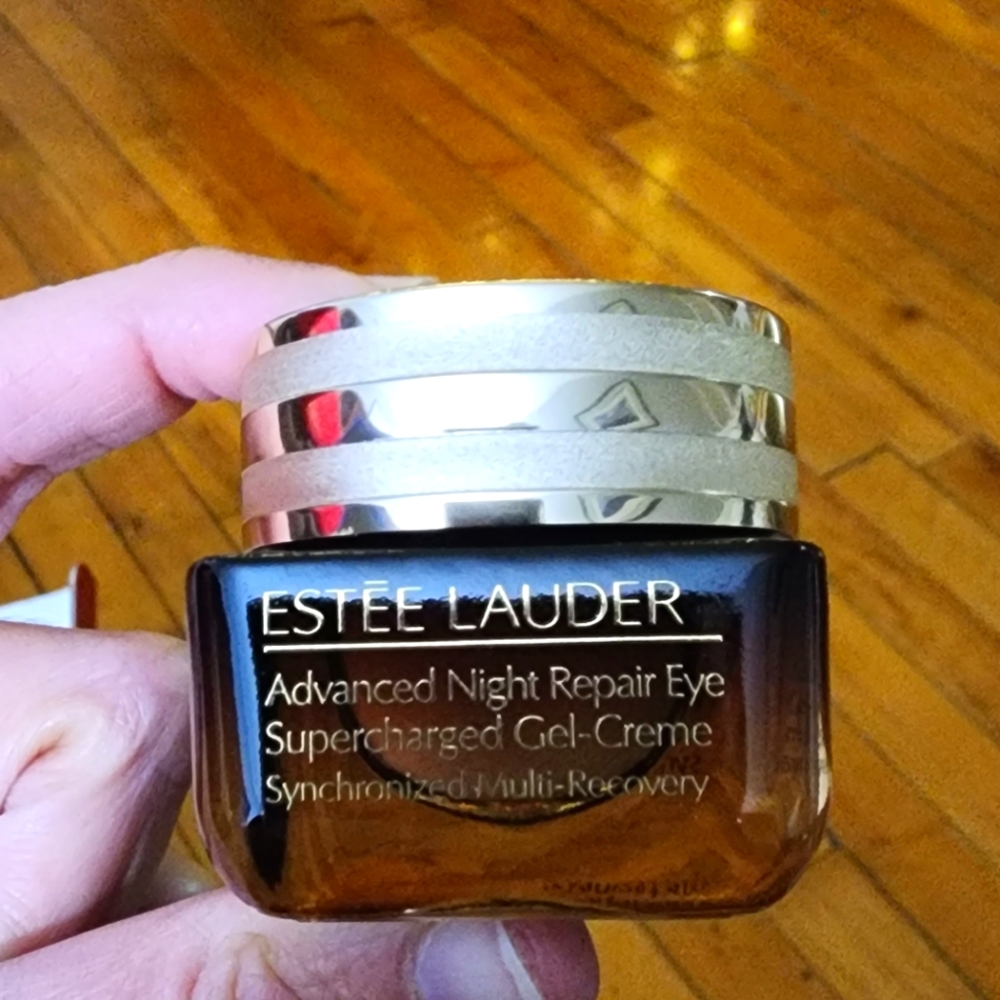 ESTĒE LAUDER
Advanced Night Repair Eye
Supercharged Gel-Creme
Synchronized Multi-Recovery